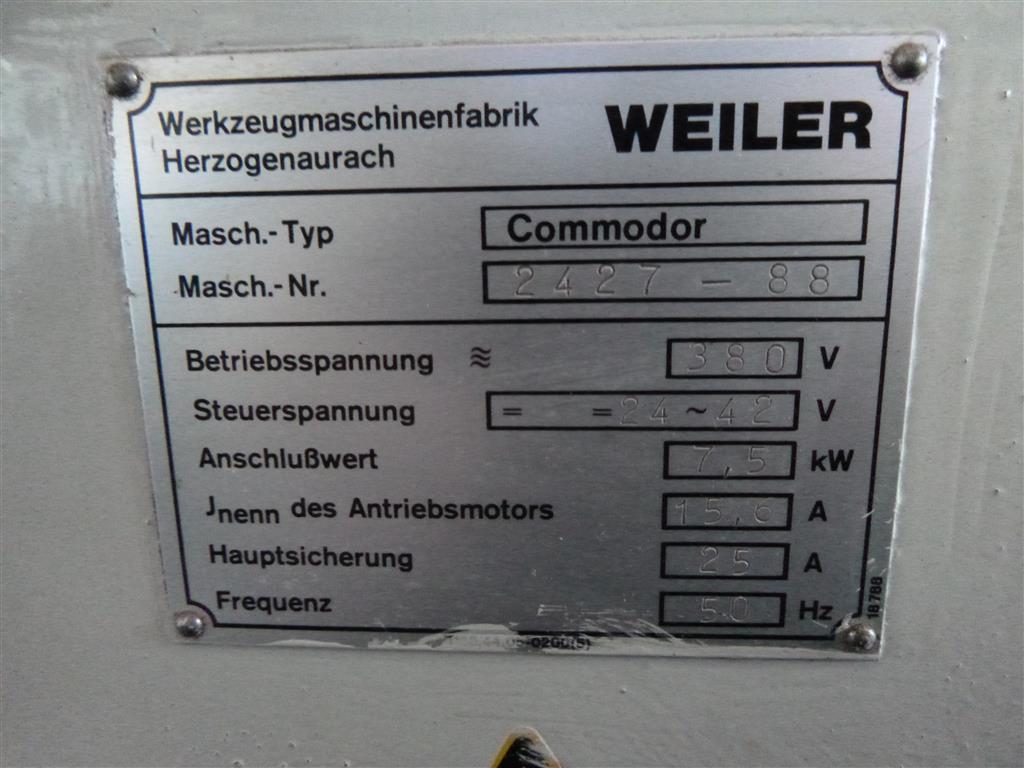 Werkzeugmaschinenfabrik WEILER
Herzogenaurach
Masch.-Typ Commodor
Masch.-Nr. 2427 - 88
Betriebsspannung ≋ 380 V
Steuerspannung = =24 ~42 V
Anschlußwert 7,5 kW
Jnenn des Antriebsmotors 15,6 A
Hauptsicherung 25 A
Frequenz 50 Hz
18788